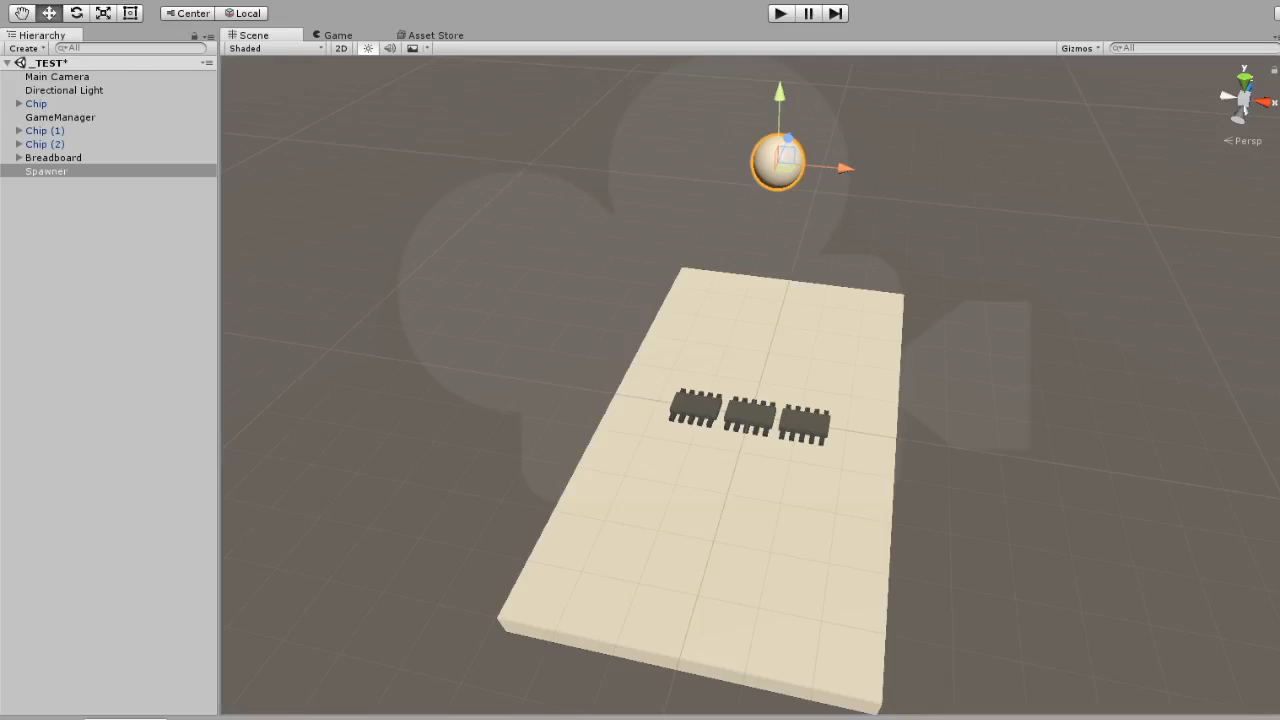 Center Local
Hierarchy
Create All
_TEST*
Main Camera
Directional Light
Chip
GameManager
Chip (1)
Chip (2)
Breadboard
Spawner
Scene Game Asset Store
Shaded 2D Gizmos All
y
x
Persp